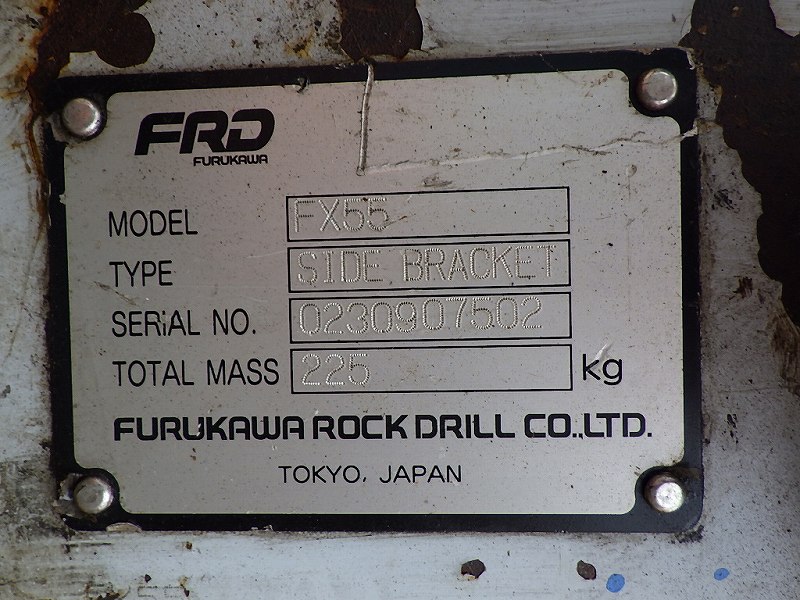 FRD
FURUKAWA
MODEL FX55
TYPE SIDE BRACKET
SERIAL NO. 0230907502
TOTAL MASS 225 kg
FURUKAWA ROCK DRILL CO.,LTD.
TOKYO, JAPAN